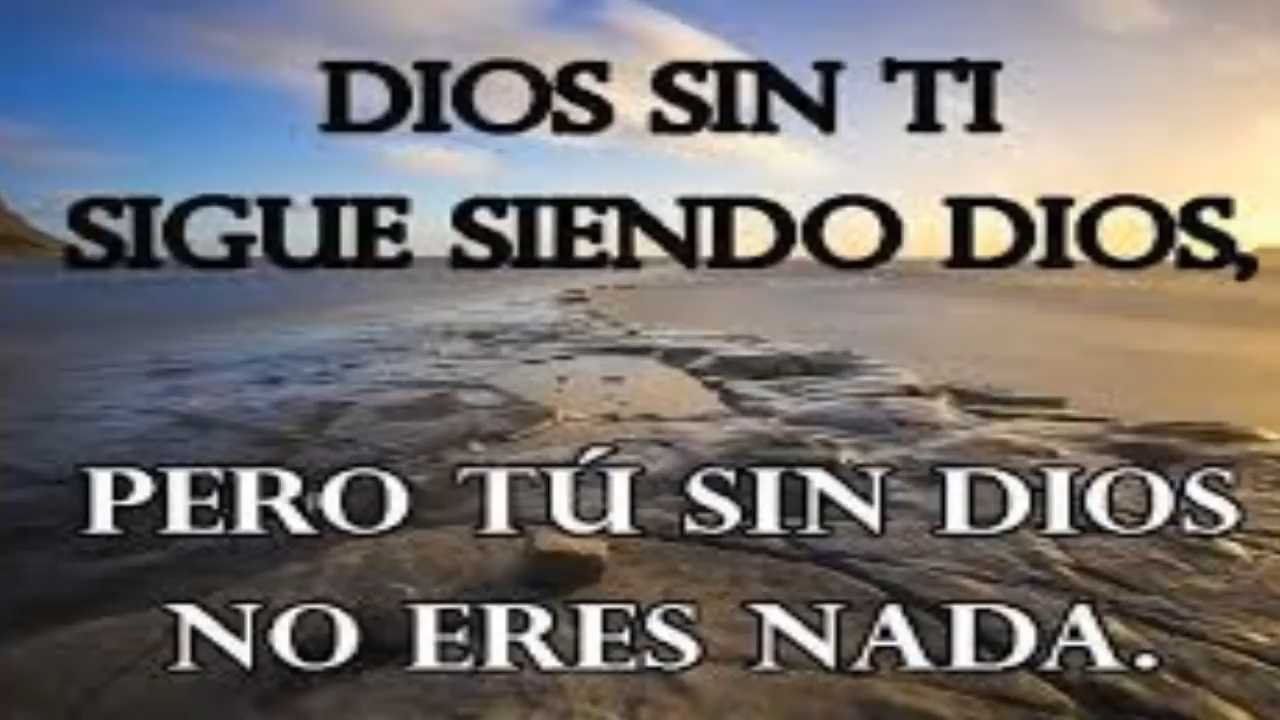 DIOS SIN TI
SIGUE SIENDO DIOS,
PERO TÚ SIN DIOS
NO ERES NADA.